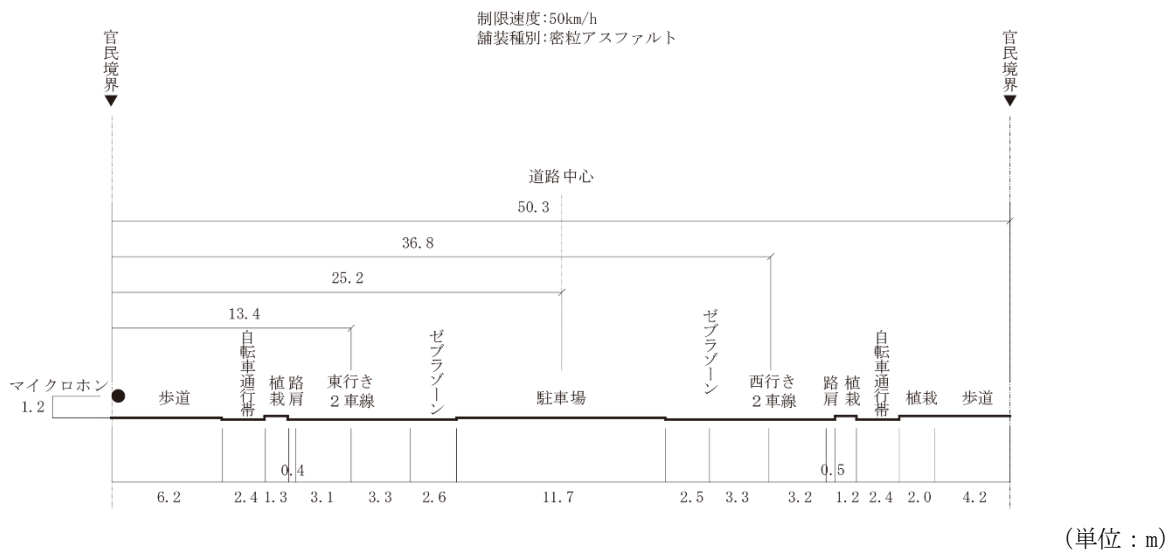 制限速度:50km/h
舗装種別:密粒アスファルト
官民境界
官民境界
道路中心
50.3
36.8
25.2
13.4
マイクロホン
1.2
歩道
自転車通行帯
植栽
路肩
東行き
2車線
ゼブラゾーン
駐車場
ゼブラゾーン
西行き
2車線
路肩
植栽
自転車通行帯
植栽
歩道
0.4
0.5
6.2
2.4
1.3
3.1
3.3
2.6
11.7
2.5
3.3
3.2
1.2
2.4
2.0
4.2
(単位：m)